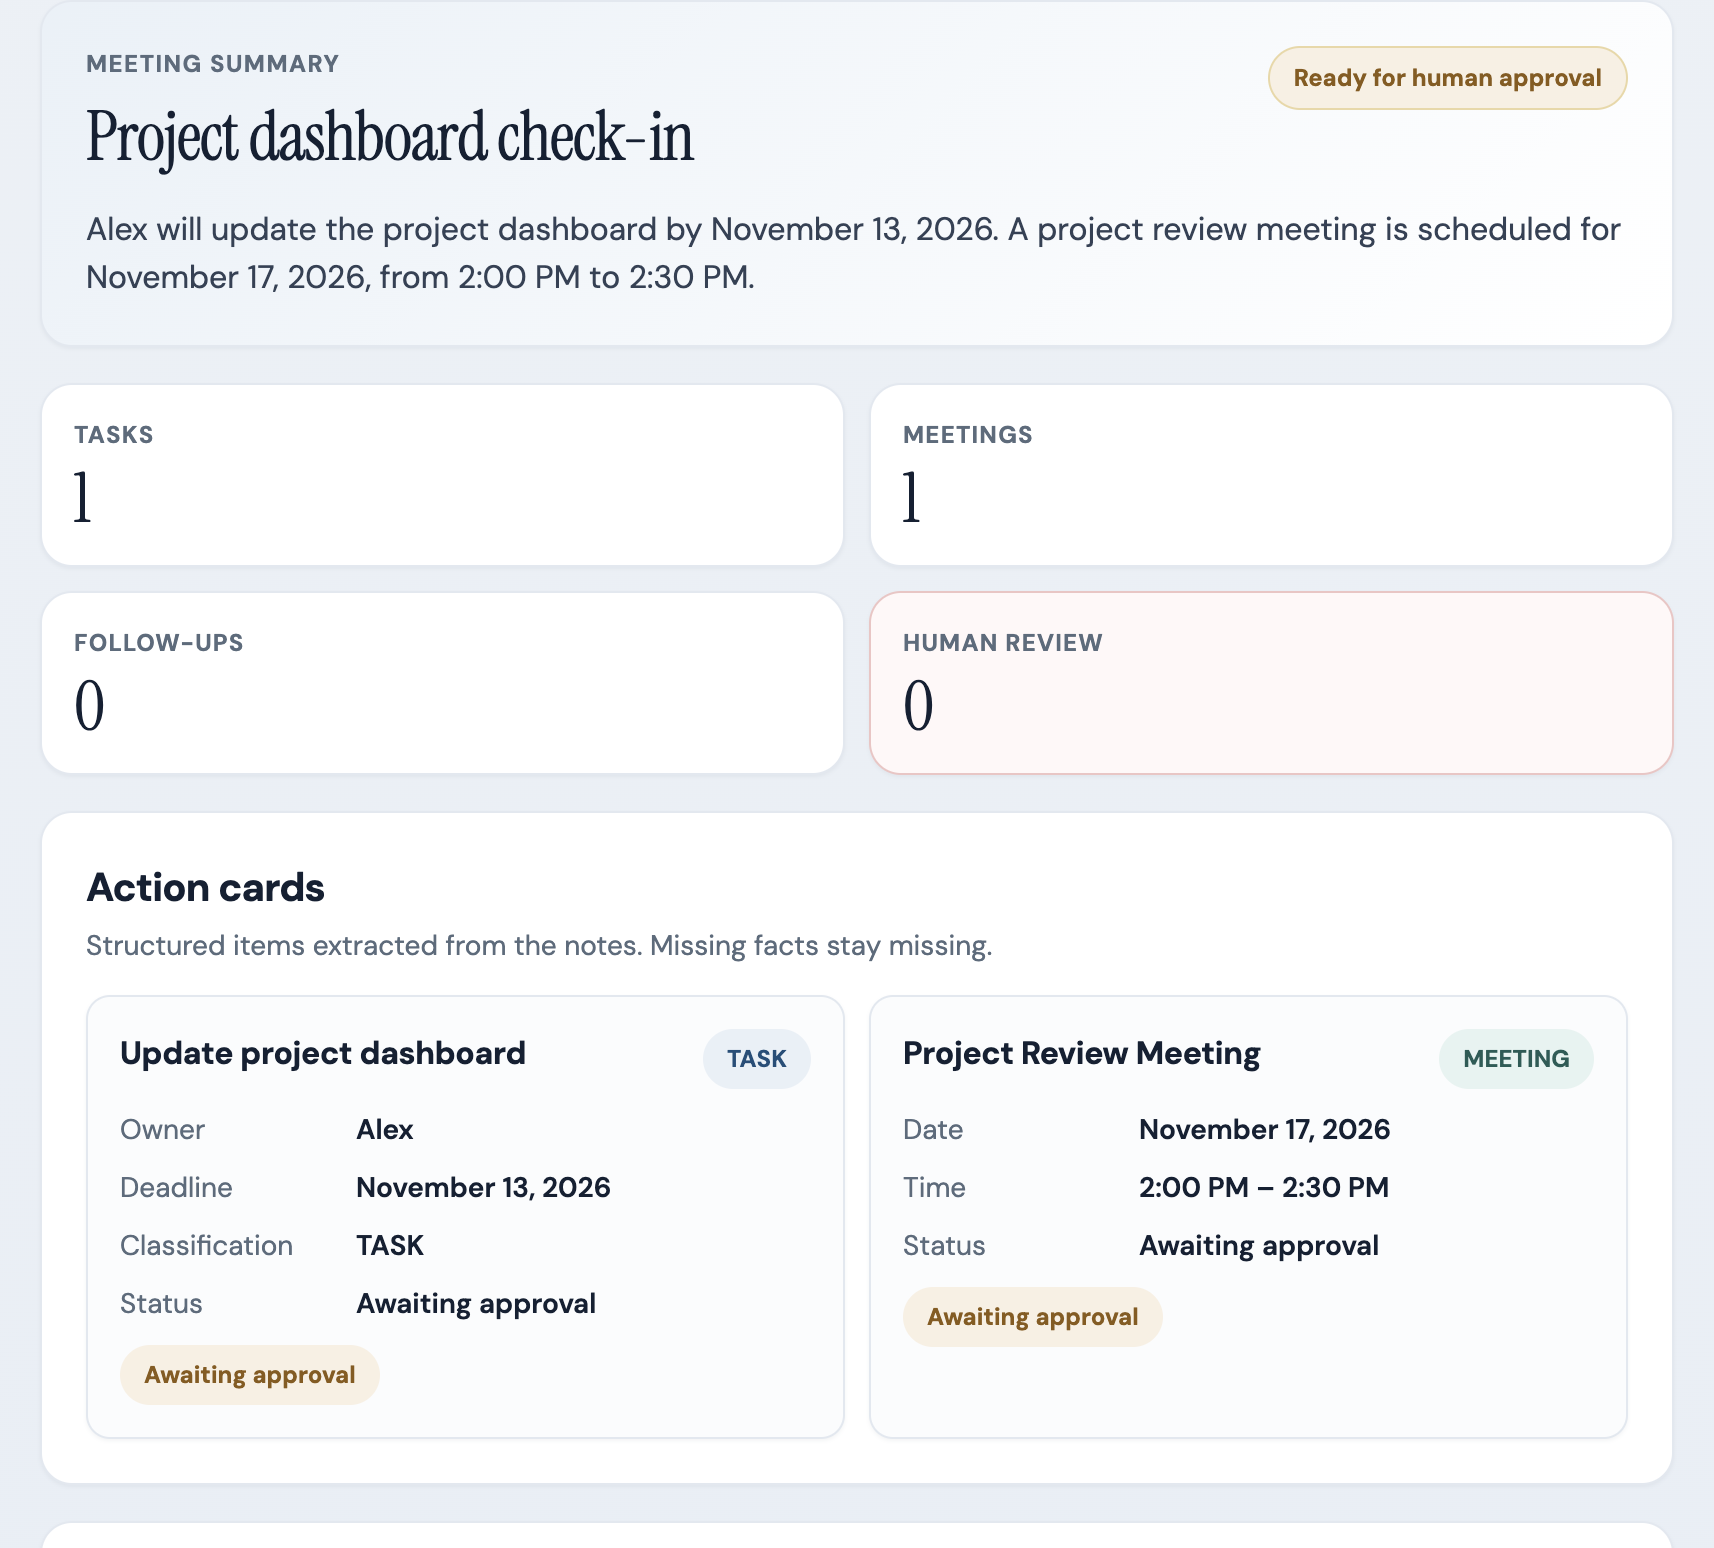 MEETING SUMMARY
Ready for human approval
Project dashboard check-in
Alex will update the project dashboard by November 13, 2026. A project review meeting is scheduled for
November 17, 2026, from 2:00 PM to 2:30 PM.
TASKS
1
MEETINGS
1
FOLLOW-UPS
0
HUMAN REVIEW
0
Action cards
Structured items extracted from the notes. Missing facts stay missing.
Update project dashboard
TASK
Owner Alex
Deadline November 13, 2026
Classification TASK
Status Awaiting approval
Awaiting approval
Project Review Meeting
MEETING
Date November 17, 2026
Time 2:00 PM – 2:30 PM
Status Awaiting approval
Awaiting approval